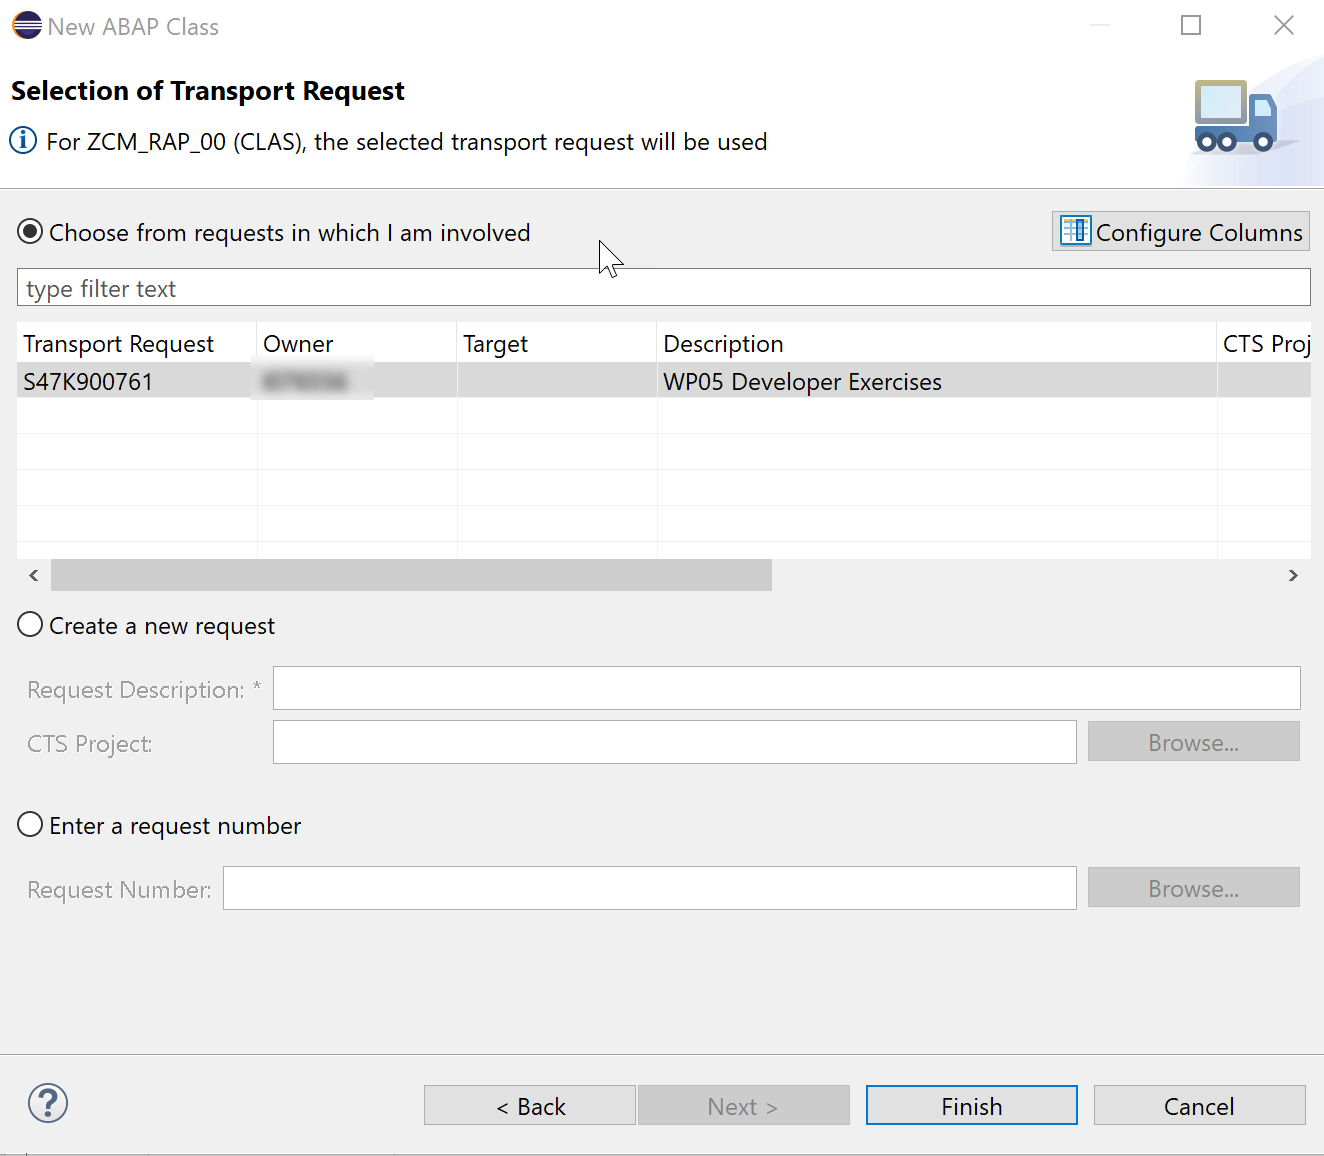 New ABAP Class
Selection of Transport Request
For ZCM_RAP_00 (CLAS), the selected transport request will be used
Choose from requests in which I am involved
Configure Columns
type filter text
Transport Request Owner Target Description CTS Proj
S47K900761 WP05 Developer Exercises
Create a new request
Request Description: *
CTS Project:
Browse...
Enter a request number
Request Number:
Browse...
?
< Back
Next >
Finish
Cancel